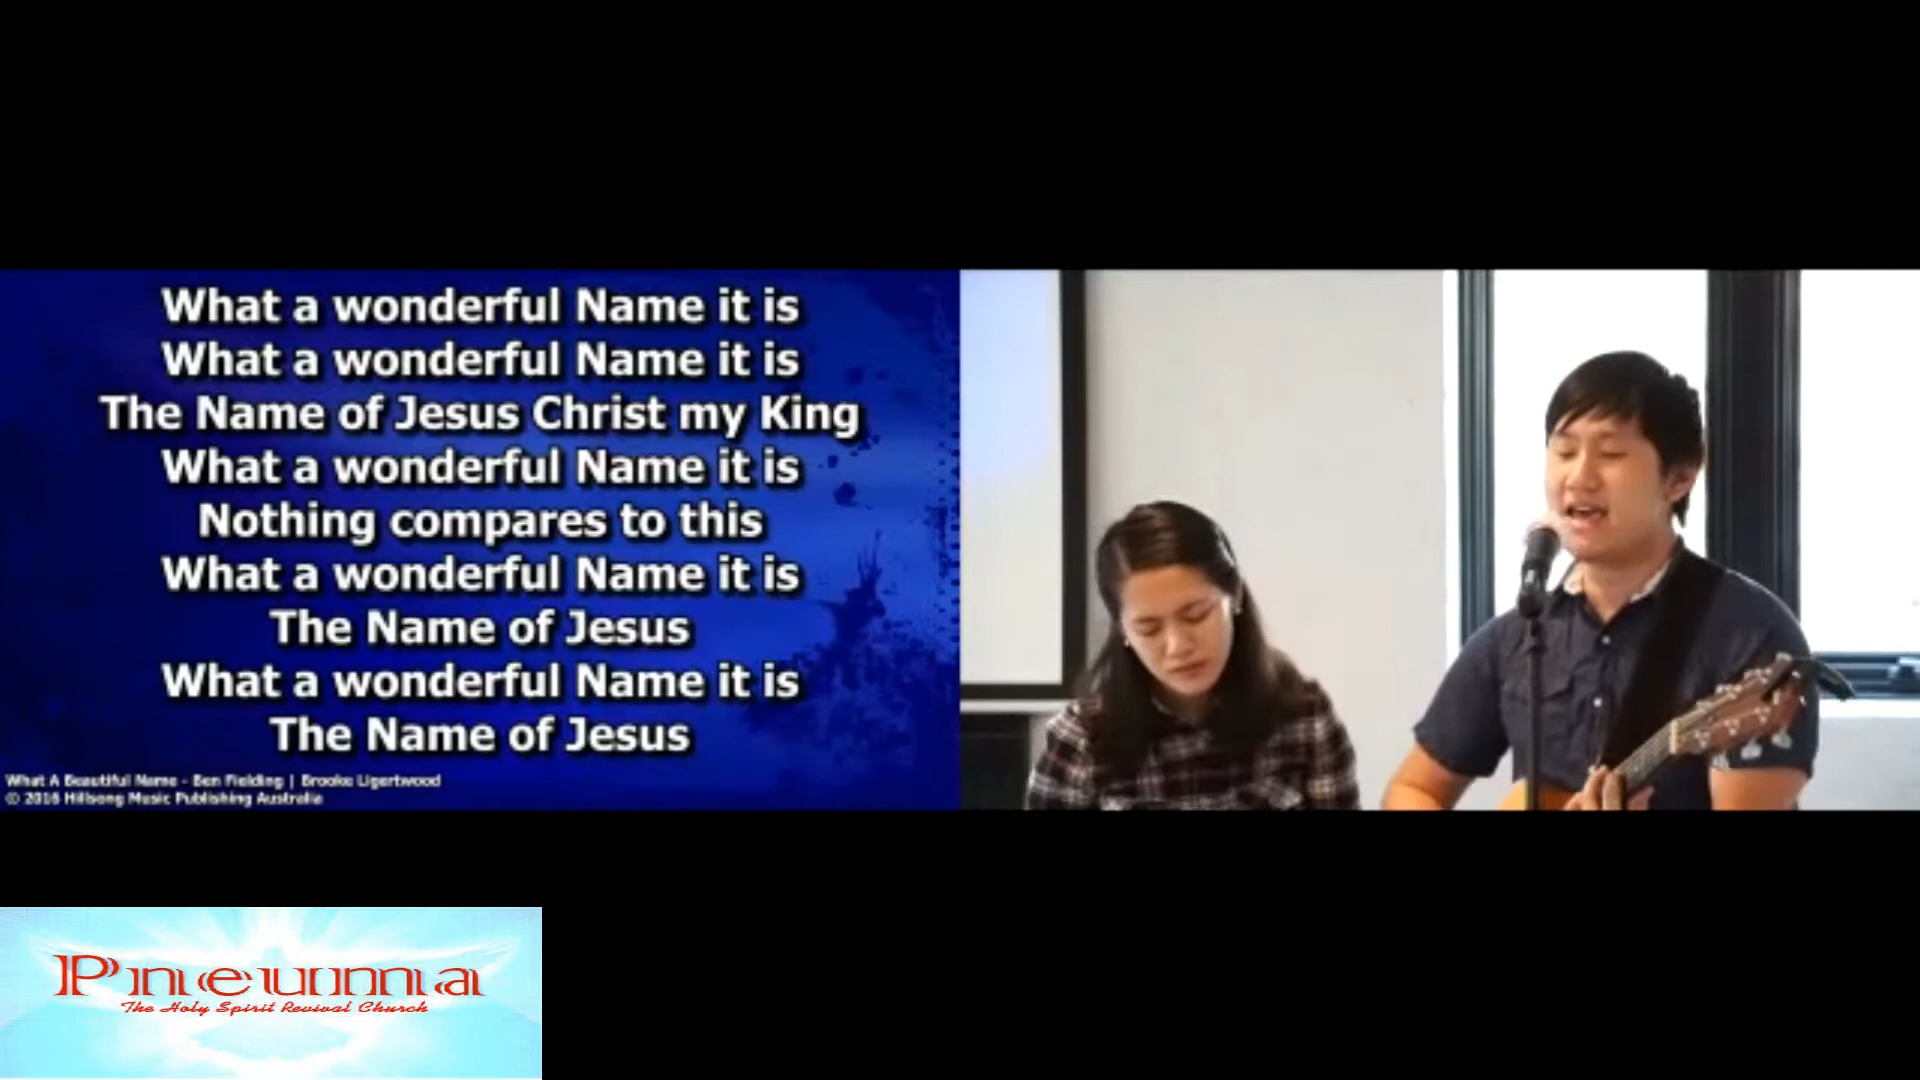 What a wonderful Name it is
What a wonderful Name it is
The Name of Jesus Christ my King
What a wonderful Name it is
Nothing compares to this
What a wonderful Name it is
The Name of Jesus
What a wonderful Name it is
The Name of Jesus
What A Beautiful Name - Ben Fielding | Brooke Ligertwood
© 2016 Hillsong Music Publishing Australia
Pneuma
The Holy Spirit Revival Church